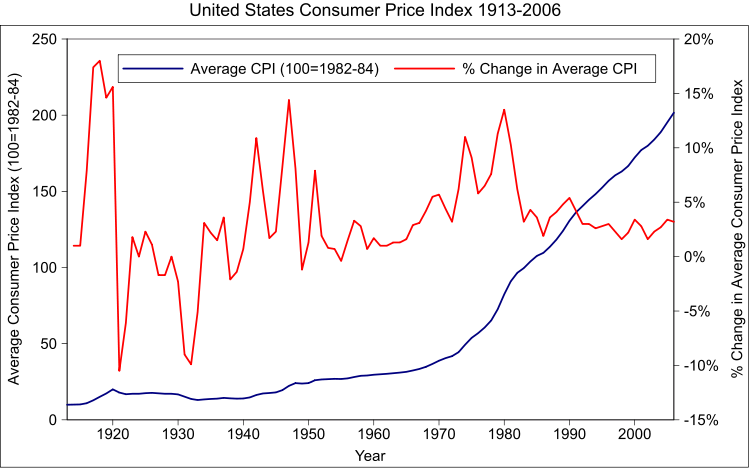 United States Consumer Price Index 1913-2006
Average CPI (100=1982-84)
% Change in Average CPI
Average Consumer Price Index (100=1982-84)
250
200
150
100
50
0
% Change in Average Consumer Price Index
20%
15%
10%
5%
0%
-5%
-10%
-15%
1920 1930 1940 1950 1960 1970 1980 1990 2000
Year